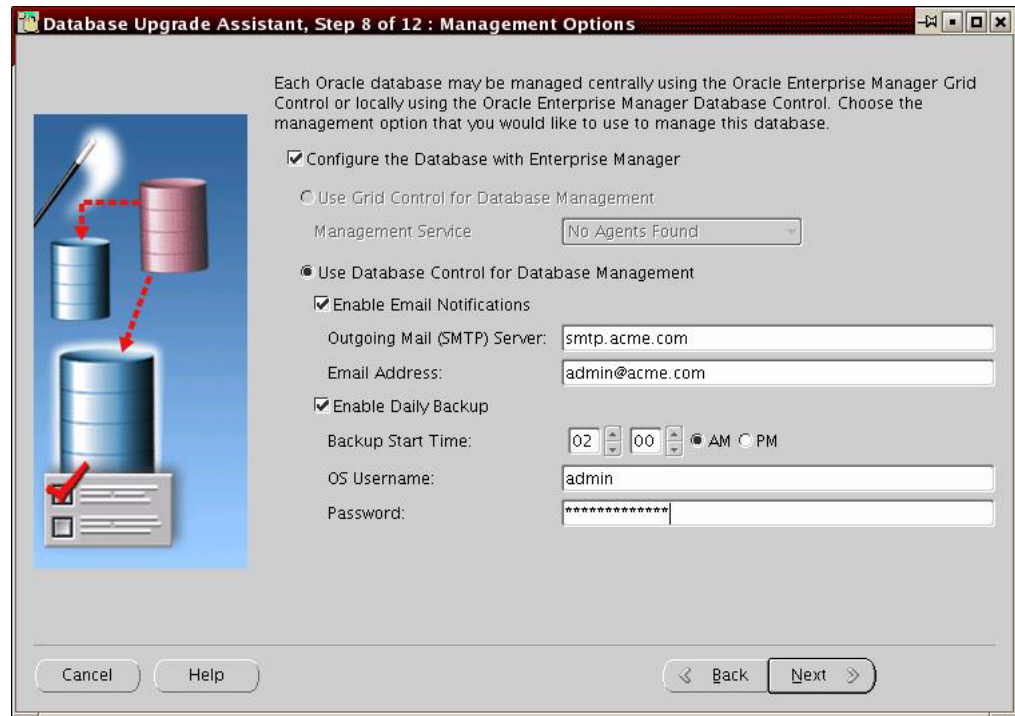 Database Upgrade Assistant, Step 8 of 12 : Management Options
Each Oracle database may be managed centrally using the Oracle Enterprise Manager Grid
Control or locally using the Oracle Enterprise Manager Database Control. Choose the
management option that you would like to use to manage this database.
Configure the Database with Enterprise Manager
Use Grid Control for Database Management
Management Service No Agents Found
Use Database Control for Database Management
Enable Email Notifications
Outgoing Mail (SMTP) Server: smtp.acme.com
Email Address: admin@acme.com
Enable Daily Backup
Backup Start Time: 02 00 AM PM
OS Username: admin
Password: *************
Cancel Help Back Next